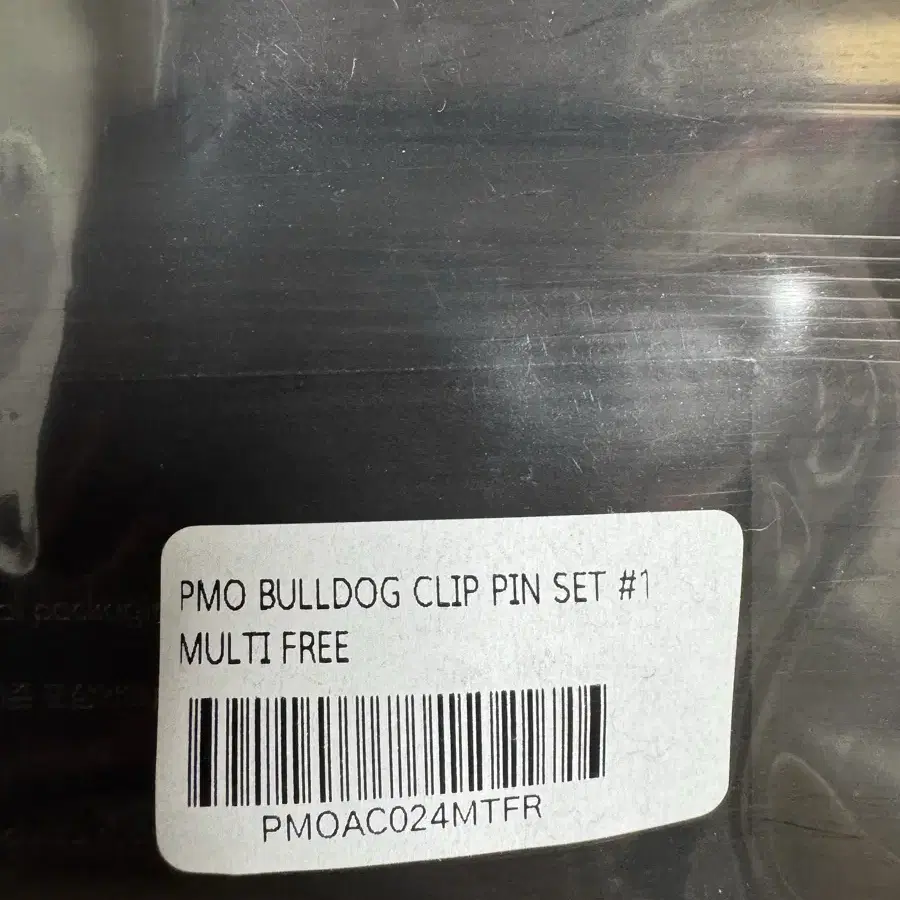 PMO BULLDOG CLIP PIN SET #1
MULTI FREE
PMOAC024MTFR